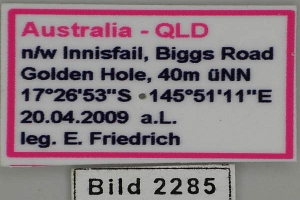 Australia - QLD
n/w Innisfail, Biggs Road
Golden Hole, 40m üNN
17°26'53"S 145°51'11"E
20.04.2009 a.L.
leg. E. Friedrich
Bild 2285